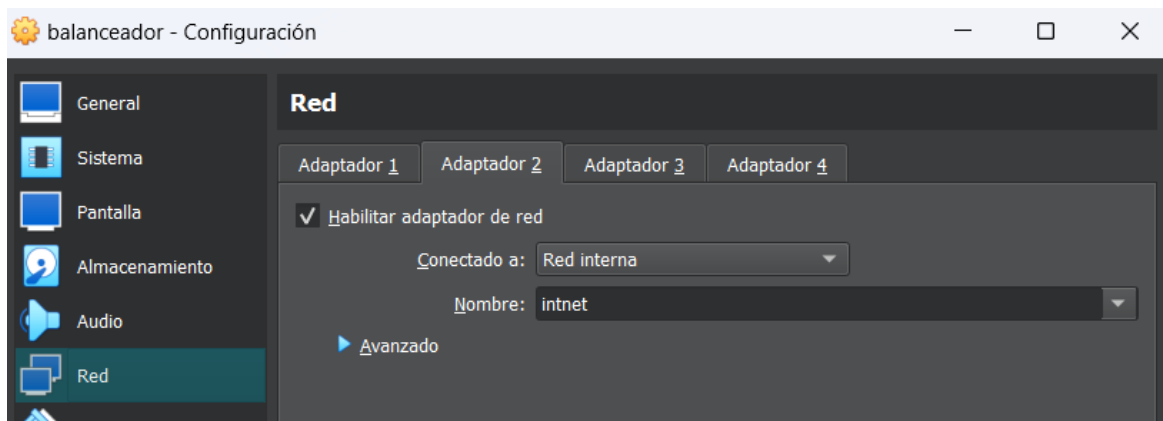 balanceador - Configuración
General
Sistema
Pantalla
Almacenamiento
Audio
Red
Red
Adaptador 1 Adaptador 2 Adaptador 3 Adaptador 4
Habilitar adaptador de red
Conectado a: Red interna
Nombre: intnet
Avanzado